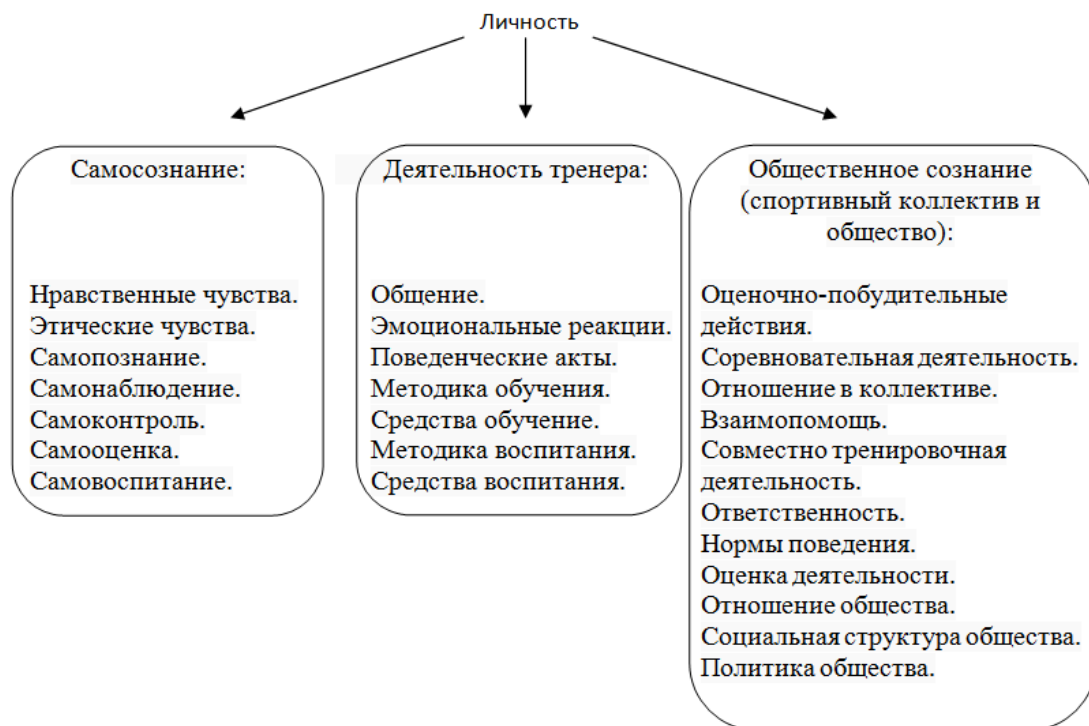 Личность
Самосознание:
Нравственные чувства.
Этические чувства.
Самопознание.
Самонаблюдение.
Самоконтроль.
Самооценка.
Самовоспитание.
Деятельность тренера:
Общение.
Эмоциональные реакции.
Поведенческие акты.
Методика обучения.
Средства обучение.
Методика воспитания.
Средства воспитания.
Общественное сознание
(спортивный коллектив и
общество):
Оценочно-побудительные
действия.
Соревновательная деятельность.
Отношение в коллективе.
Взаимопомощь.
Совместно тренировочная
деятельность.
Ответственность.
Нормы поведения.
Оценка деятельности.
Отношение общества.
Социальная структура общества.
Политика общества.